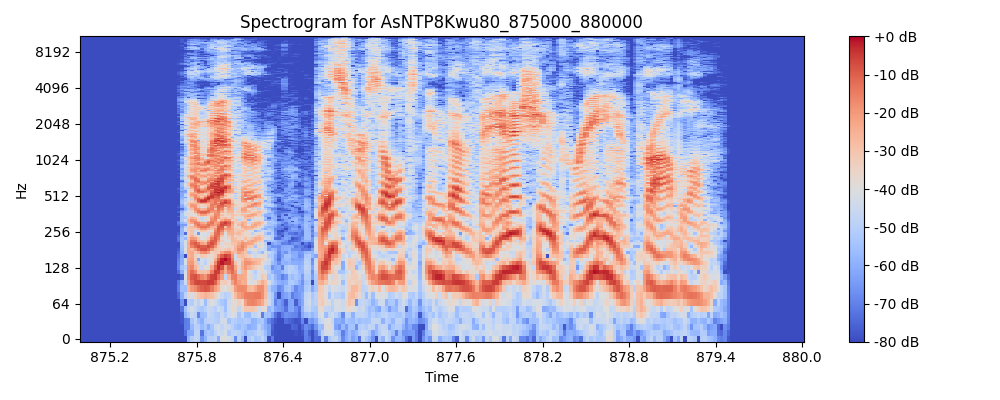 Spectrogram for AsNTP8Kwu80_875000_880000
8192
4096
2048
1024
512
256
128
64
0
Hz
875.2 875.8 876.4 877.0 877.6 878.2 878.8 879.4 880.0
Time
+0 dB
-10 dB
-20 dB
-30 dB
-40 dB
-50 dB
-60 dB
-70 dB
-80 dB